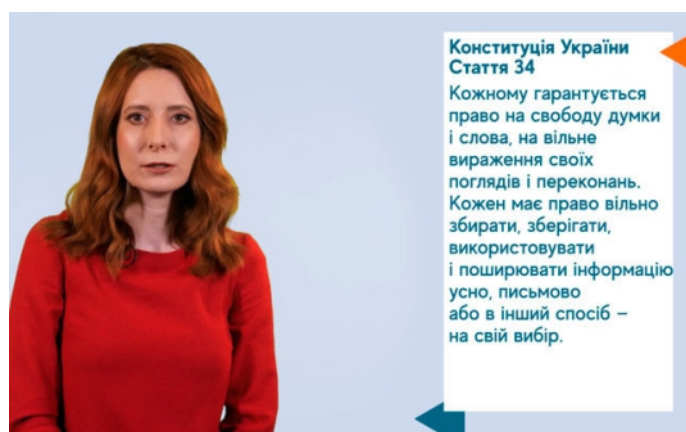 Конституція України
Стаття 34
Кожному гарантується
право на свободу думки
і слова, на вільне
вираження своїх
поглядів і переконань.
Кожен має право вільно
збирати, зберігати,
використовувати
і поширювати інформацію
усно, письмово
або в інший спосіб –
на свій вибір.